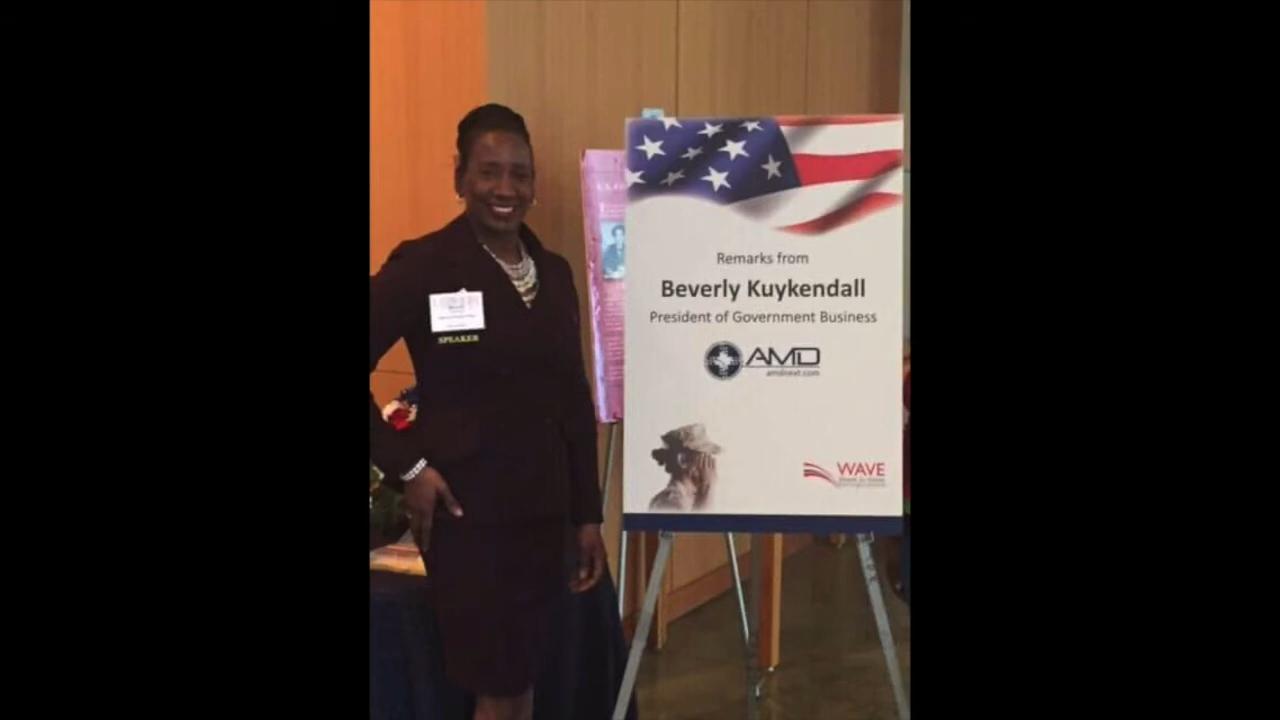 SPEAKER
Remarks from
Beverly Kuykendall
President of Government Business
AMD
amdnext.com
WAVE